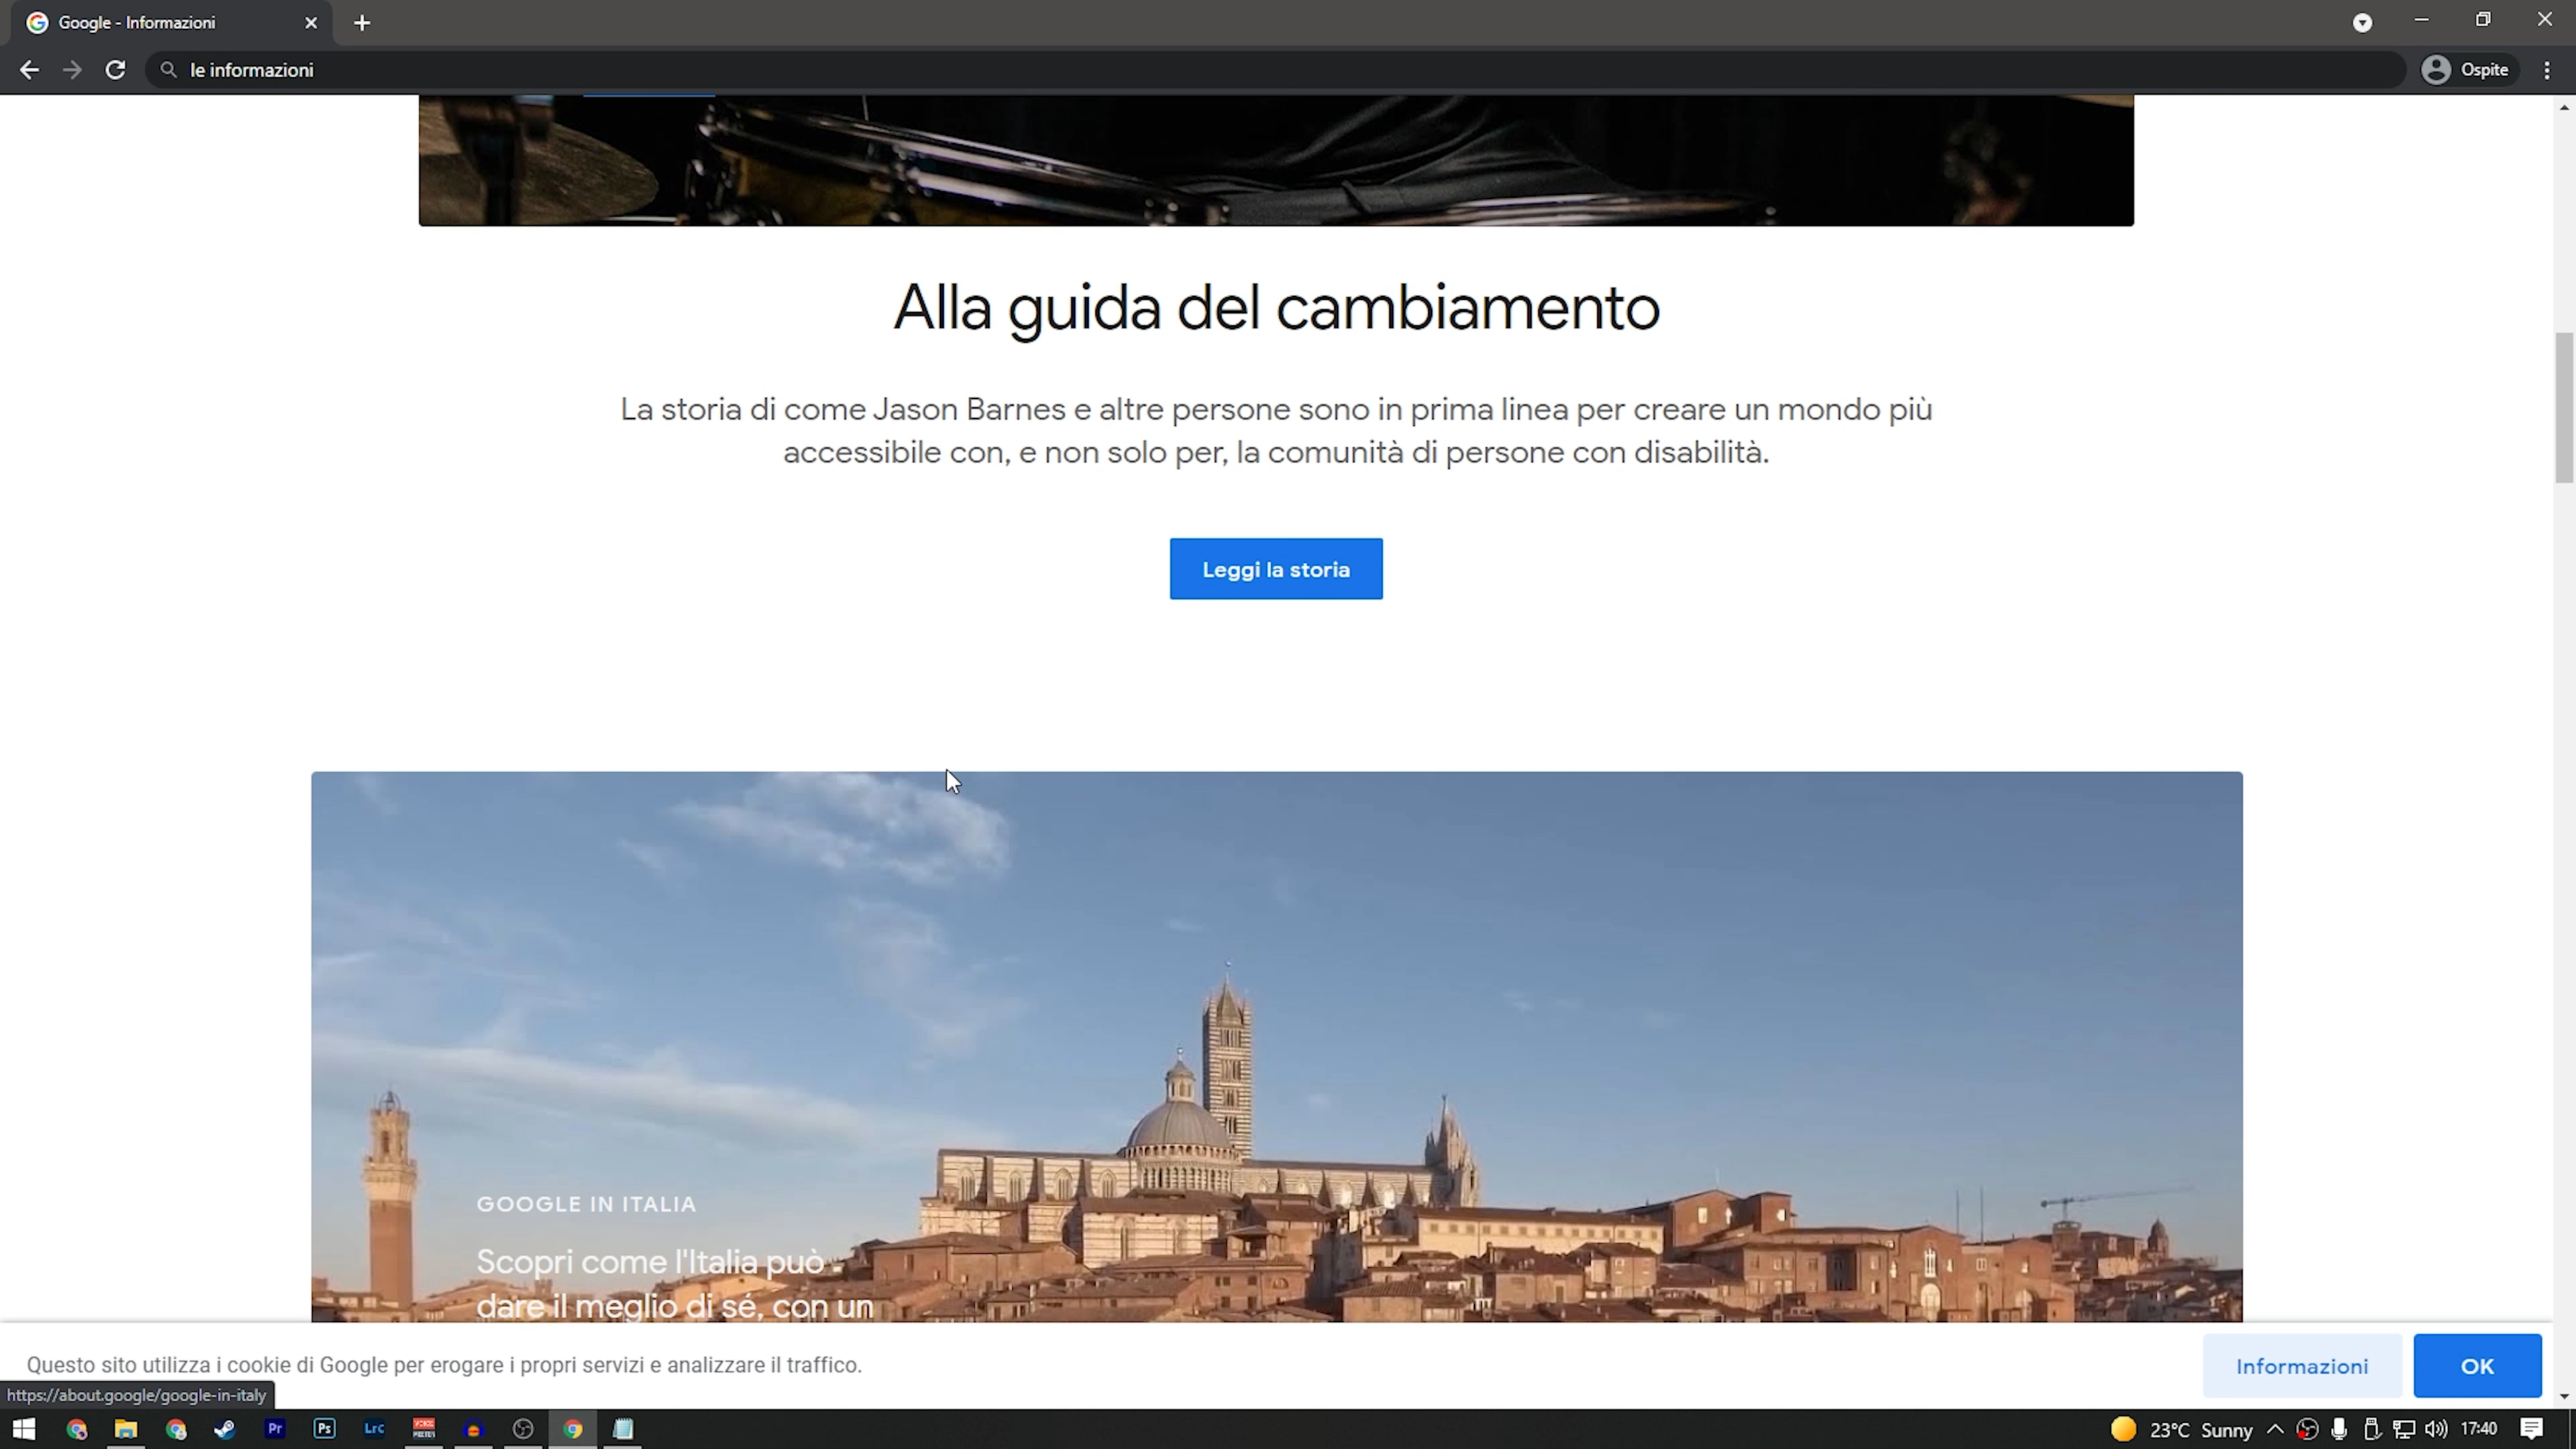 Google - Informazioni
le informazioni
Ospite
Alla guida del cambiamento
La storia di come Jason Barnes e altre persone sono in prima linea per creare un mondo più
accessibile con, e non solo per, la comunità di persone con disabilità.
Leggi la storia
GOOGLE IN ITALIA
Scopri come l'Italia può
dare il meglio di sé, con un
Questo sito utilizza i cookie di Google per erogare i propri servizi e analizzare il traffico.
Informazioni
OK
https://about.google/google-in-italy
Pr
Ps
Lrc
23°C Sunny
17:40